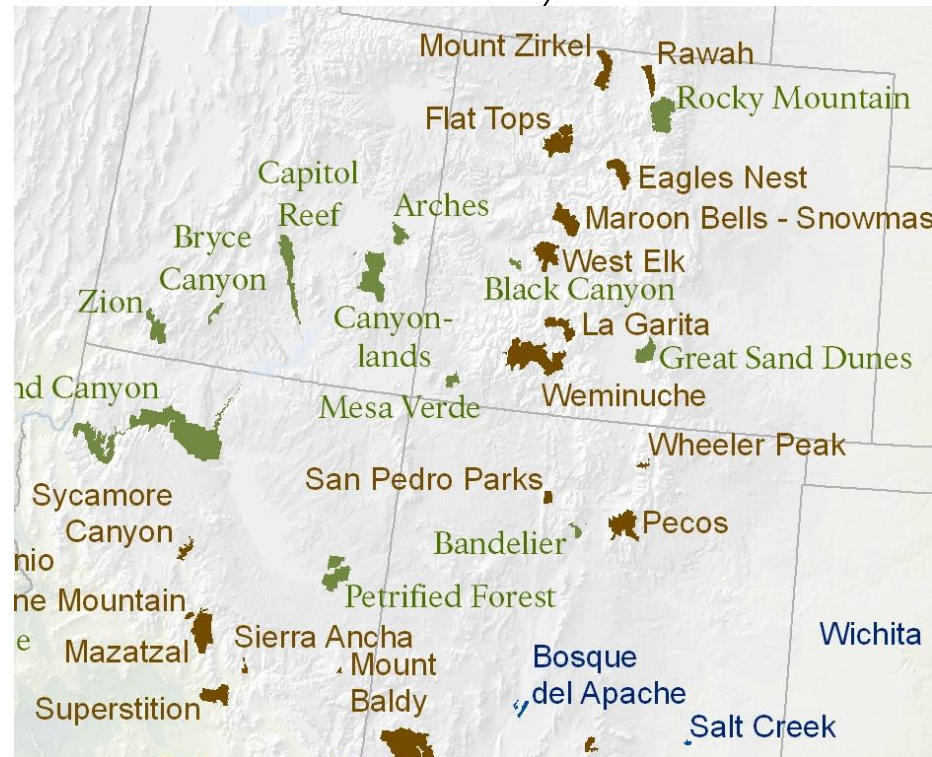 Mount Zirkel
Rawah
Rocky Mountain
Flat Tops
Capitol
Reef
Eagles Nest
Arches
Maroon Bells - Snowmas
Bryce
Canyon
West Elk
Black Canyon
Zion
Canyon-
lands
La Garita
Great Sand Dunes
nd Canyon
Mesa Verde
Weminuche
Wheeler Peak
San Pedro Parks
Sycamore
Canyon
Pecos
Bandelier
nio
ne Mountain
Petrified Forest
e
Mazatzal
Sierra Ancha
Mount
Baldy
Wichita
Bosque
del Apache
Superstition
Salt Creek